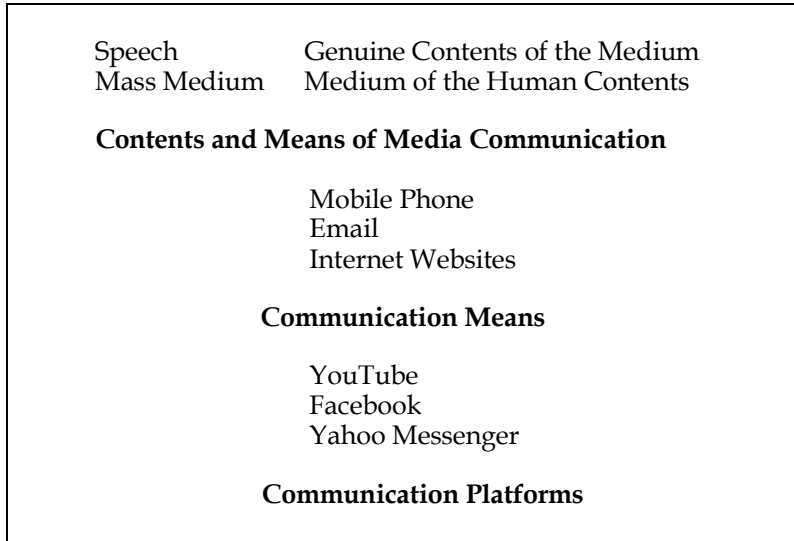 Speech Genuine Contents of the Medium
Mass Medium Medium of the Human Contents
Contents and Means of Media Communication
Mobile Phone
Email
Internet Websites
Communication Means
YouTube
Facebook
Yahoo Messenger
Communication Platforms